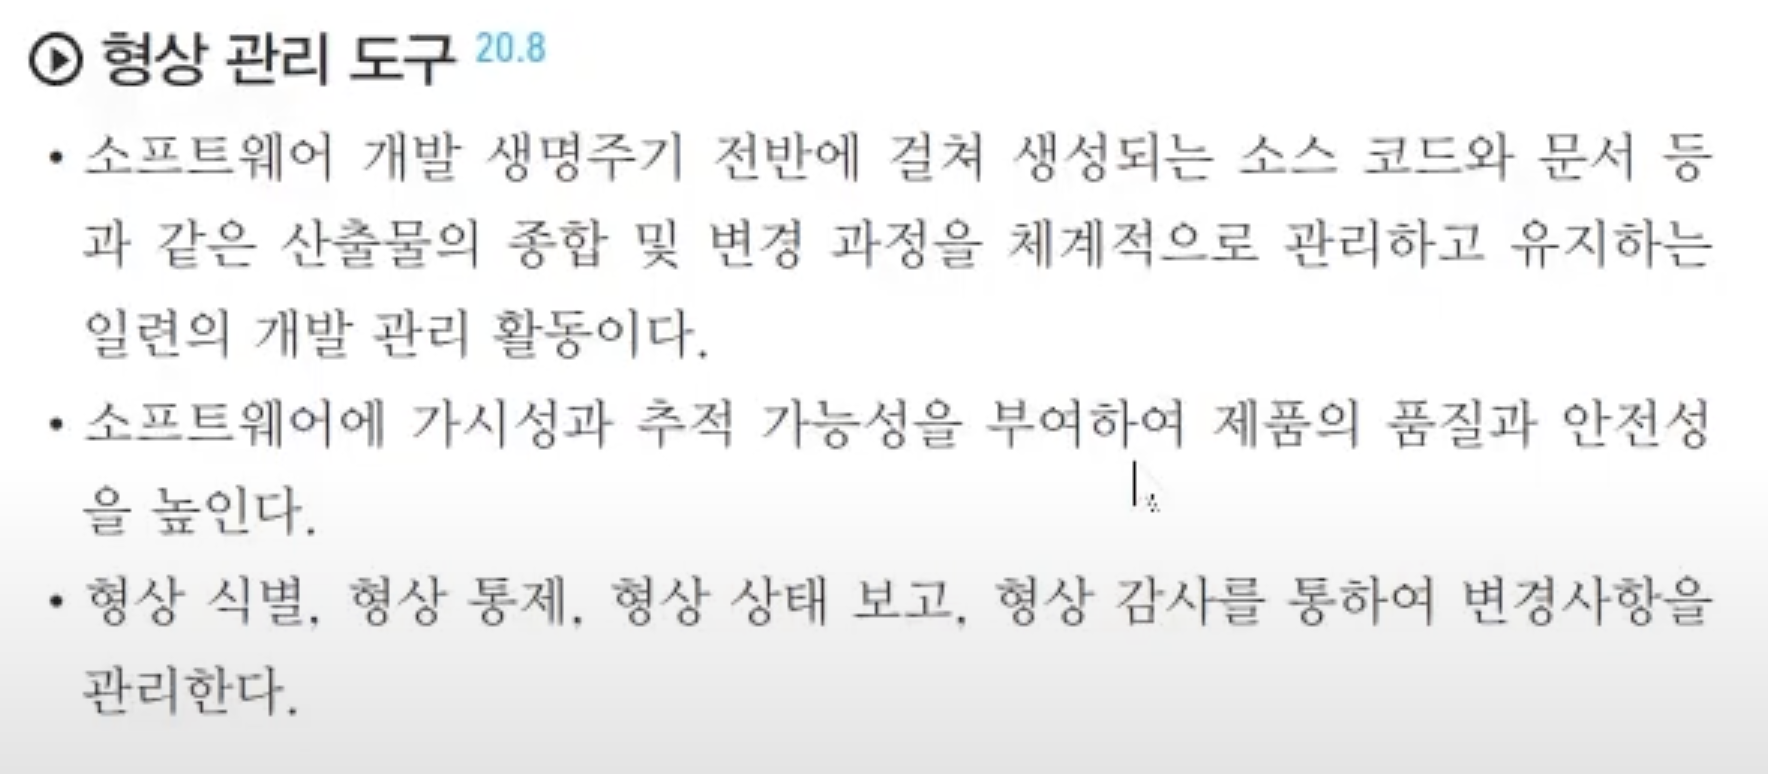 형상 관리 도구 20.8
• 소프트웨어 개발 생명주기 전반에 걸쳐 생성되는 소스 코드와 문서 등
과 같은 산출물의 종합 및 변경 과정을 체계적으로 관리하고 유지하는
일련의 개발 관리 활동이다.
• 소프트웨어에 가시성과 추적 가능성을 부여하여 제품의 품질과 안전성
을 높인다.
• 형상 식별, 형상 통제, 형상 상태 보고, 형상 감사를 통하여 변경사항을
관리한다.